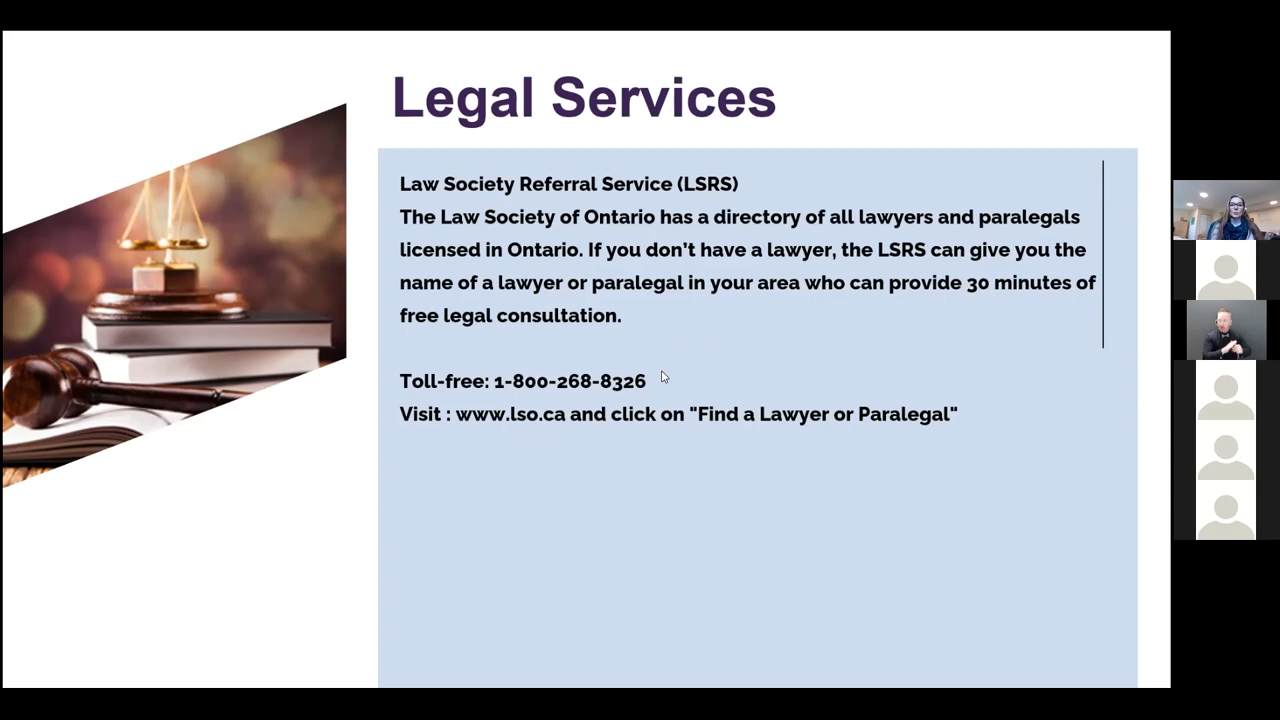 Legal Services
Law Society Referral Service (LSRS)
The Law Society of Ontario has a directory of all lawyers and paralegals
licensed in Ontario. If you don’t have a lawyer, the LSRS can give you the
name of a lawyer or paralegal in your area who can provide 30 minutes of
free legal consultation.
Toll-free: 1-800-268-8326
Visit : www.lso.ca and click on "Find a Lawyer or Paralegal"